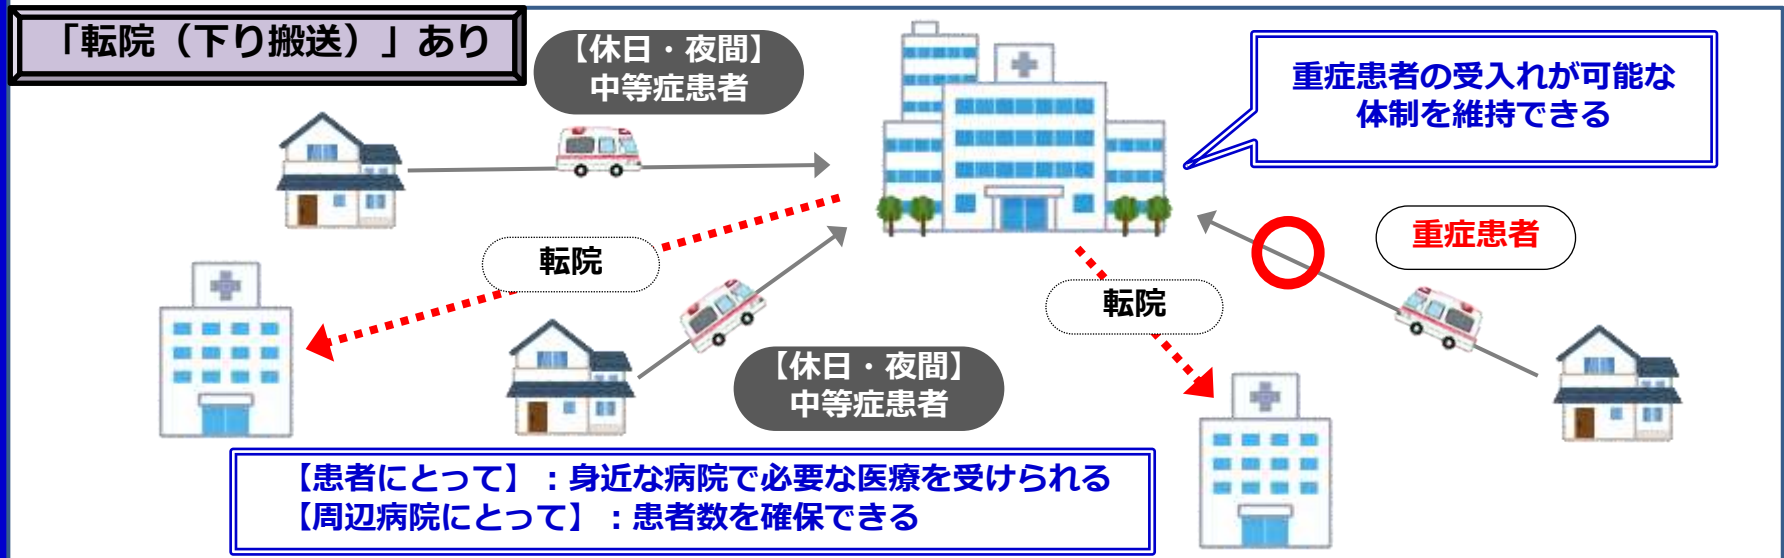 「転院（下り搬送）」あり
【休日・夜間】
中等症患者
重症患者の受入れが可能な
体制を維持できる
重症患者
転院
転院
【休日・夜間】
中等症患者
【患者にとって】：身近な病院で必要な医療を受けられる
【周辺病院にとって】：患者数を確保できる